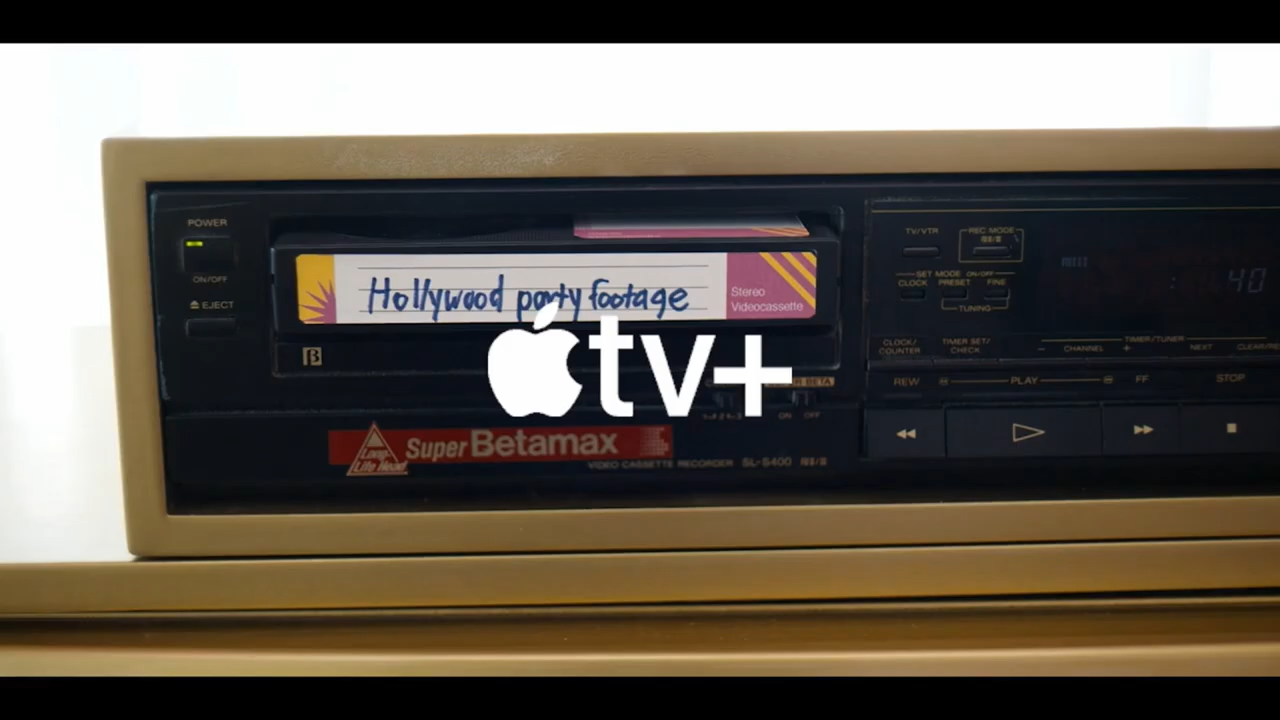 POWER
ON/OFF
EJECT
Hollywood party footage
Stereo
Videocassette
β
tv+
Long-
Life Head
Super Betamax
VIDEO CASSETTE RECORDER SL-S400
ON OFF
TV/VTR
REC MODE
SET MODE ON-OFF
CLOCK PRESET FINE
TUNING
40
CLOCK/
COUNTER
TIMER SET/
CHECK
TIMER/TUNER
− CHANNEL + NEXT
REW PLAY FF STOP